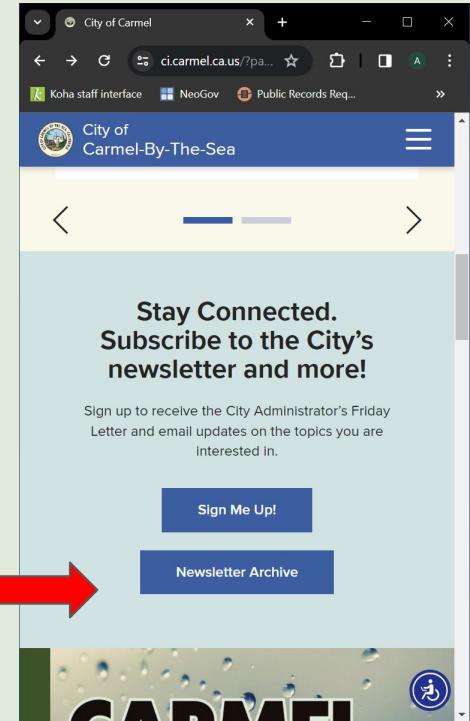 City of Carmel
ci.carmel.ca.us/?pa...
A
Koha staff interface
NeoGov
Public Records Req...
City of
Carmel-By-The-Sea
Stay Connected.
Subscribe to the City's
newsletter and more!
Sign up to receive the City Administrator's Friday
Letter and email updates on the topics you are
interested in.
Sign Me Up!
Newsletter Archive
CARMEL